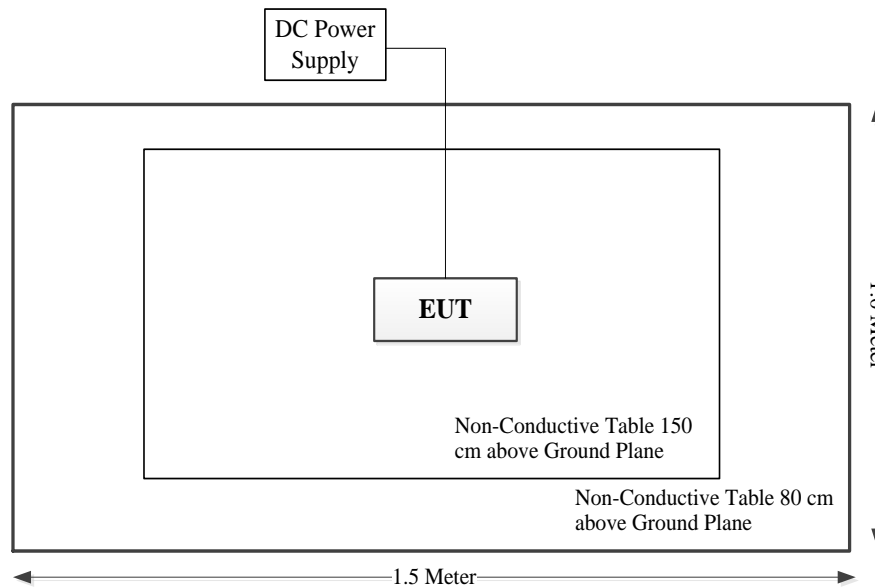 DC Power
Supply
EUT
Non-Conductive Table 150
cm above Ground Plane
Non-Conductive Table 80 cm
above Ground Plane
1.5 Meter
Meter